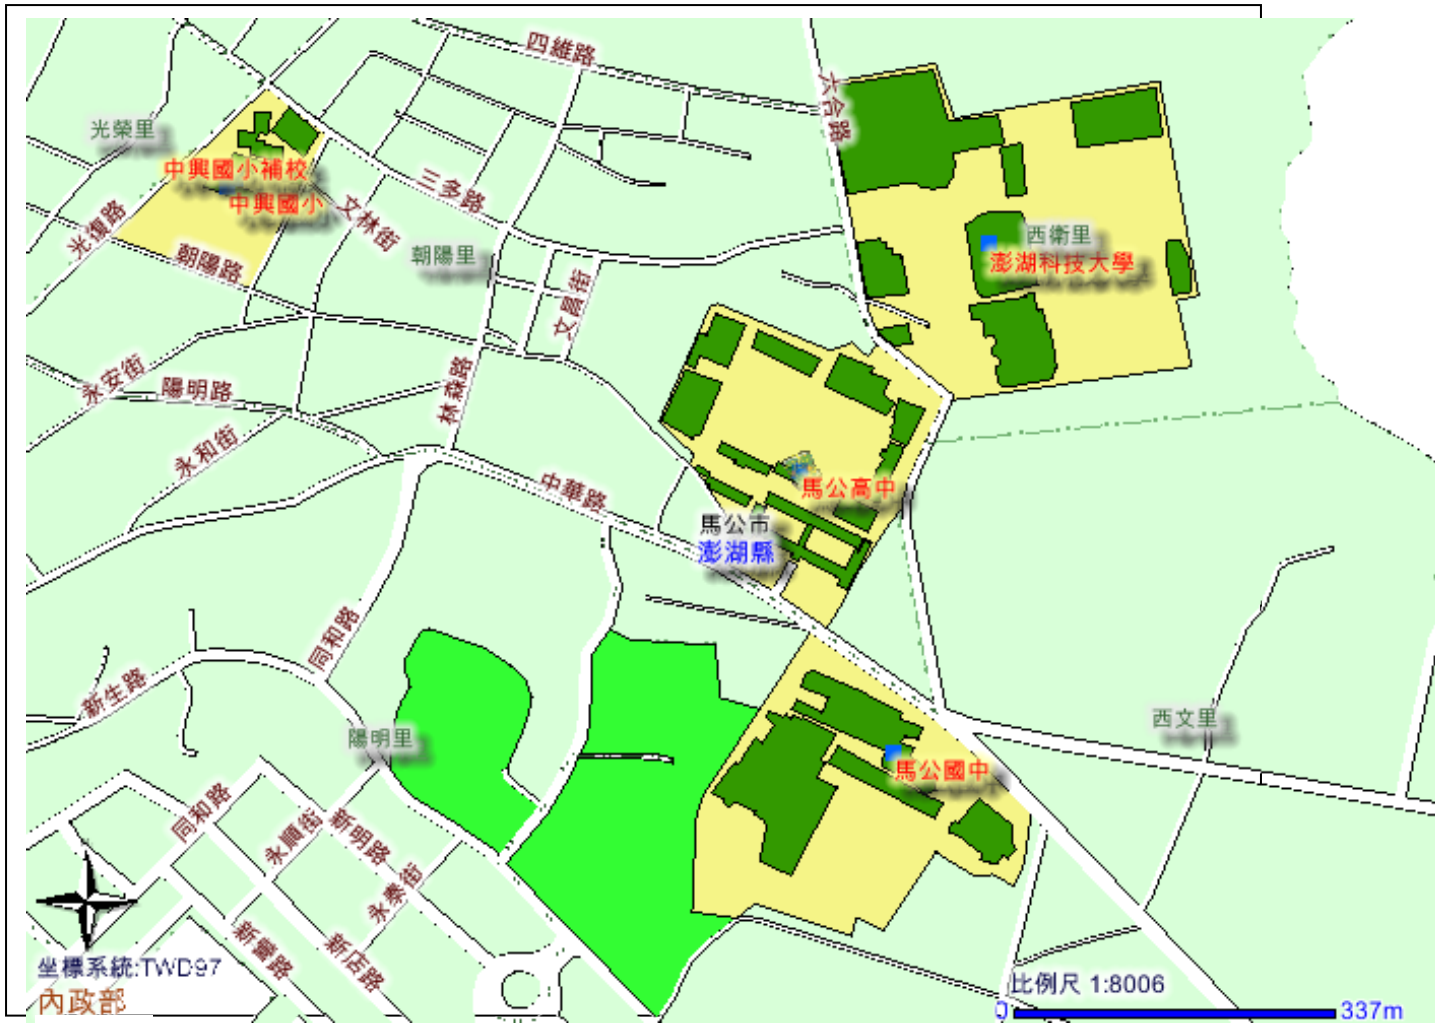 四維路
六合路
光榮里
中興國小補校
中興國小
三多路
文林街
光復路
朝陽里
西衛里
澎湖科技大學
朝陽路
文昌街
永安街
陽明路
林森路
永和街
中華路
馬公高中
馬公市
澎湖縣
同和路
新生路
陽明里
西文里
馬公國中
同和路
永順街
新明路
永泰街
新店路
坐標系統:TWD97
內政部
比例尺 1:8006
0
337m